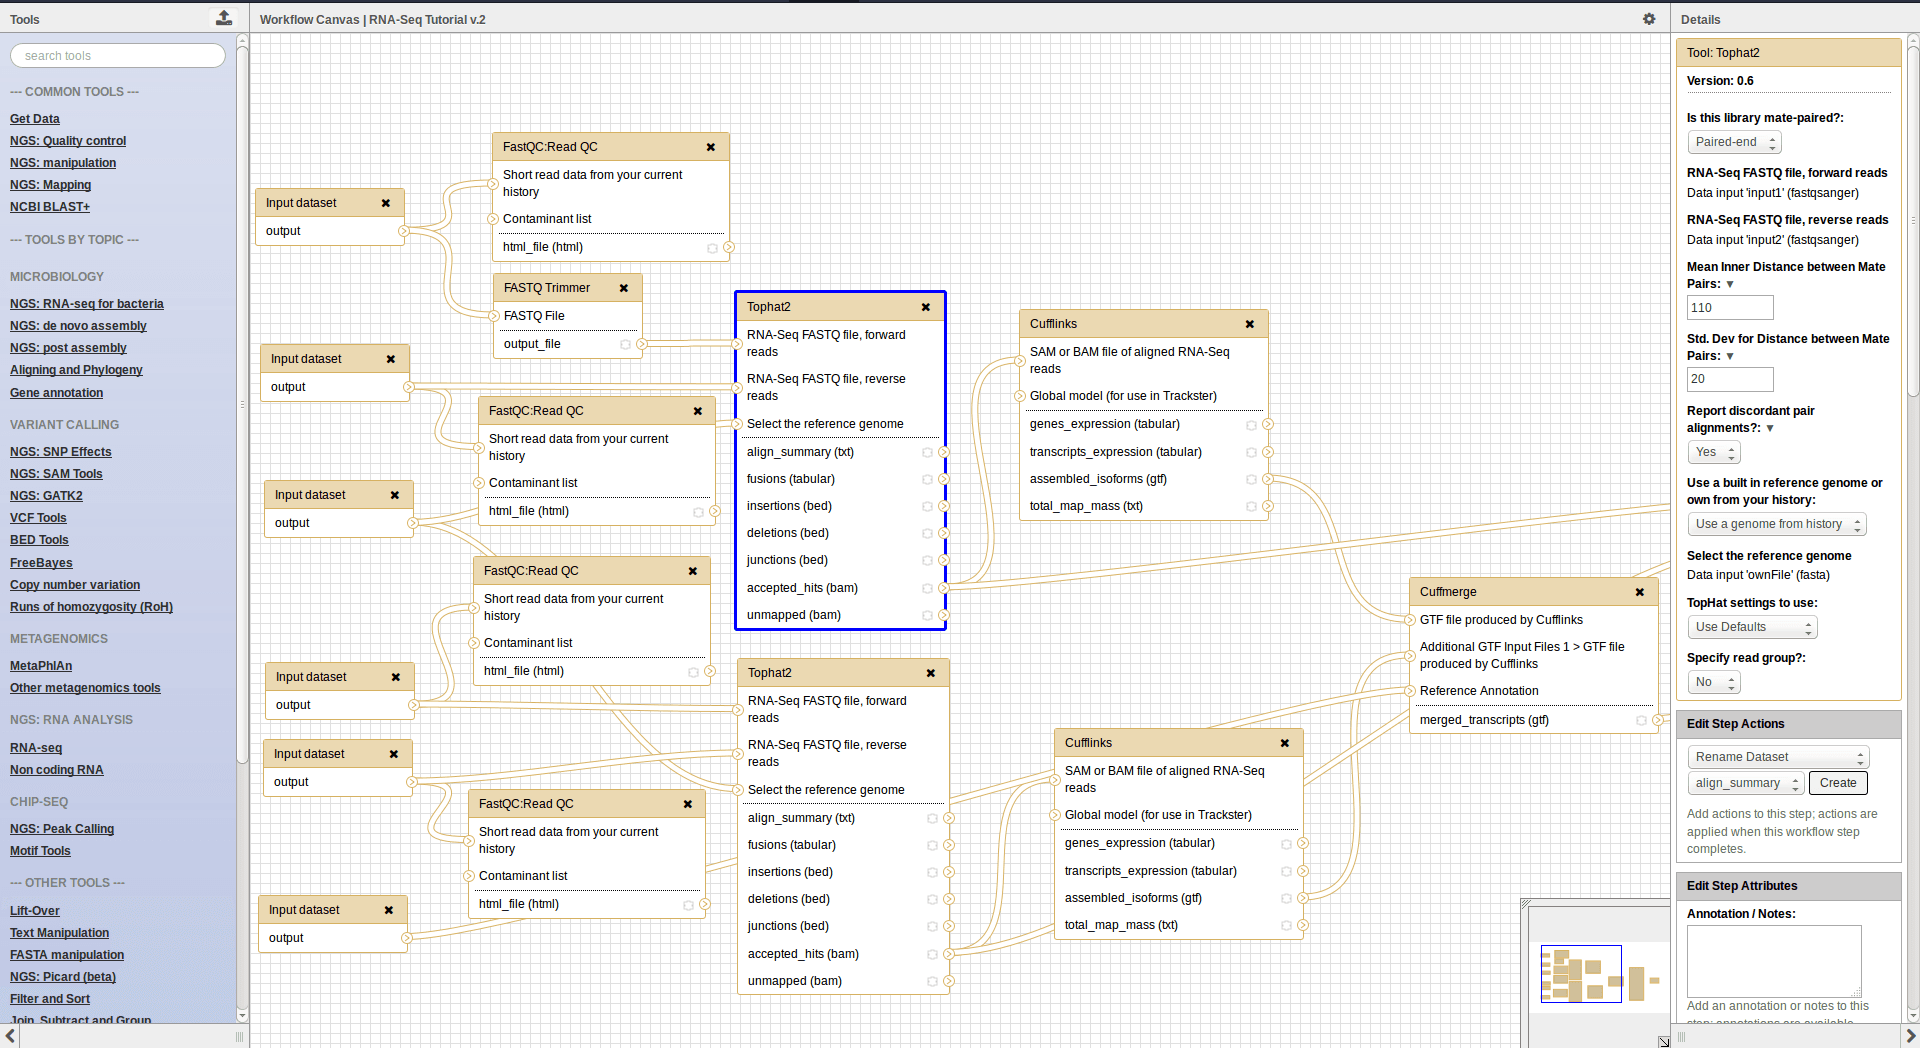 Tools
search tools
--- COMMON TOOLS ---
Get Data
NGS: Quality control
NGS: manipulation
NGS: Mapping
NCBI BLAST+
--- TOOLS BY TOPIC ---
MICROBIOLOGY
NGS: RNA-seq for bacteria
NGS: de novo assembly
NGS: post assembly
Aligning and Phylogeny
Gene annotation
VARIANT CALLING
NGS: SNP Effects
NGS: SAM Tools
NGS: GATK2
VCF Tools
BED Tools
FreeBayes
Copy number variation
Runs of homozygosity (RoH)
METAGENOMICS
MetaPhlAn
Other metagenomics tools
NGS: RNA ANALYSIS
RNA-seq
Non coding RNA
CHIP-SEQ
NGS: Peak Calling
Motif Tools
--- OTHER TOOLS ---
Lift-Over
Text Manipulation
FASTA manipulation
NGS: Picard (beta)
Filter and Sort
Join, Subtract and Group
Workflow Canvas | RNA-Seq Tutorial v.2
Input dataset
output
Input dataset
output
Input dataset
output
Input dataset
output
Input dataset
output
Input dataset
output
FastQC:Read QC
Short read data from your current
history
Contaminant list
html_file (html)
FASTQ Trimmer
FASTQ File
output_file
FastQC:Read QC
Short read data from your current
history
Contaminant list
html_file (html)
FastQC:Read QC
Short read data from your current
history
Contaminant list
html_file (html)
FastQC:Read QC
Short read data from your current
history
Contaminant list
html_file (html)
Tophat2
RNA-Seq FASTQ file, forward
reads
RNA-Seq FASTQ file, reverse
reads
Select the reference genome
align_summary (txt)
fusions (tabular)
insertions (bed)
deletions (bed)
junctions (bed)
accepted_hits (bam)
unmapped (bam)
Tophat2
RNA-Seq FASTQ file, forward
reads
RNA-Seq FASTQ file, reverse
reads
Select the reference genome
align_summary (txt)
fusions (tabular)
insertions (bed)
deletions (bed)
junctions (bed)
accepted_hits (bam)
unmapped (bam)
Cufflinks
SAM or BAM file of aligned RNA-Seq
reads
Global model (for use in Trackster)
genes_expression (tabular)
transcripts_expression (tabular)
assembled_isoforms (gtf)
total_map_mass (txt)
Cufflinks
SAM or BAM file of aligned RNA-Seq
reads
Global model (for use in Trackster)
genes_expression (tabular)
transcripts_expression (tabular)
assembled_isoforms (gtf)
total_map_mass (txt)
Cuffmerge
GTF file produced by Cufflinks
Additional GTF Input Files 1 > GTF file
produced by Cufflinks
Reference Annotation
merged_transcripts (gtf)
Details
Tool: Tophat2
Version: 0.6
Is this library mate-paired?:
Paired-end
RNA-Seq FASTQ file, forward reads
Data input 'input1' (fastqsanger)
RNA-Seq FASTQ file, reverse reads
Data input 'input2' (fastqsanger)
Mean Inner Distance between Mate
Pairs: ▼
110
Std. Dev for Distance between Mate
Pairs: ▼
20
Report discordant pair
alignments?: ▼
Yes
Use a built in reference genome or
own from your history:
Use a genome from history
Select the reference genome
Data input 'ownFile' (fasta)
TopHat settings to use:
Use Defaults
Specify read group?:
No
Edit Step Actions
Rename Dataset
align_summary Create
Add actions to this step; actions are
applied when this workflow step
completes.
Edit Step Attributes
Annotation / Notes:
Add an annotation or notes to this
step; annotations are available